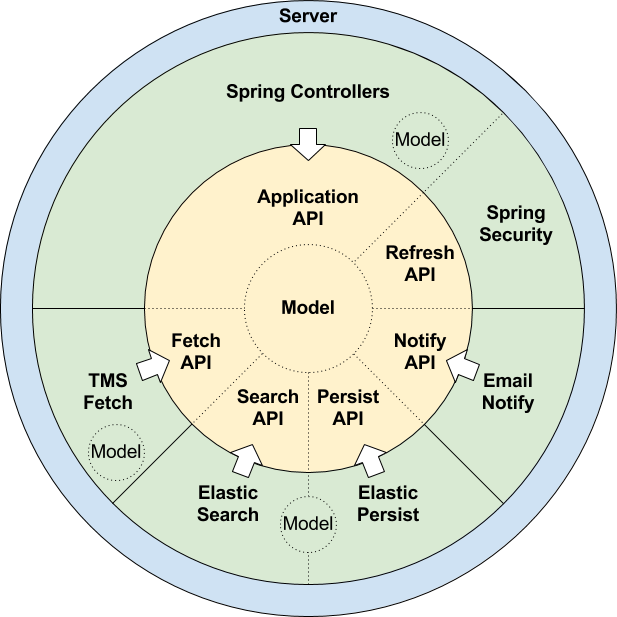 Server
Spring Controllers
Model
Application
API
Spring
Security
Refresh
API
Model
Fetch
API
Notify
API
TMS
Fetch
Search
API
Persist
API
Email
Notify
Model
Elastic
Search
Model
Elastic
Persist